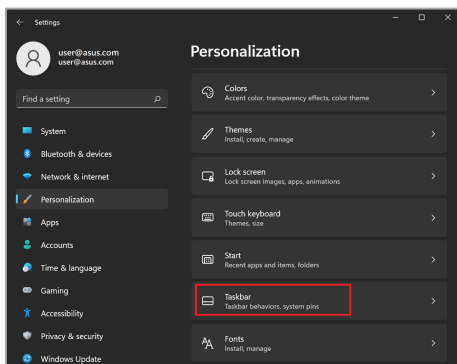 Settings
user@asus.com
user@asus.com
Find a setting
System
Bluetooth & devices
Network & internet
Personalization
Apps
Accounts
Time & language
Gaming
Accessibility
Privacy & security
Windows Update
Personalization
Colors
Accent color, transparency effects, color theme
Themes
Install, create, manage
Lock screen
Lock screen images, apps, animations
Touch keyboard
Themes, size
Start
Recent apps and items, folders
Taskbar
Taskbar behaviors, system pins
Fonts
Install, manage